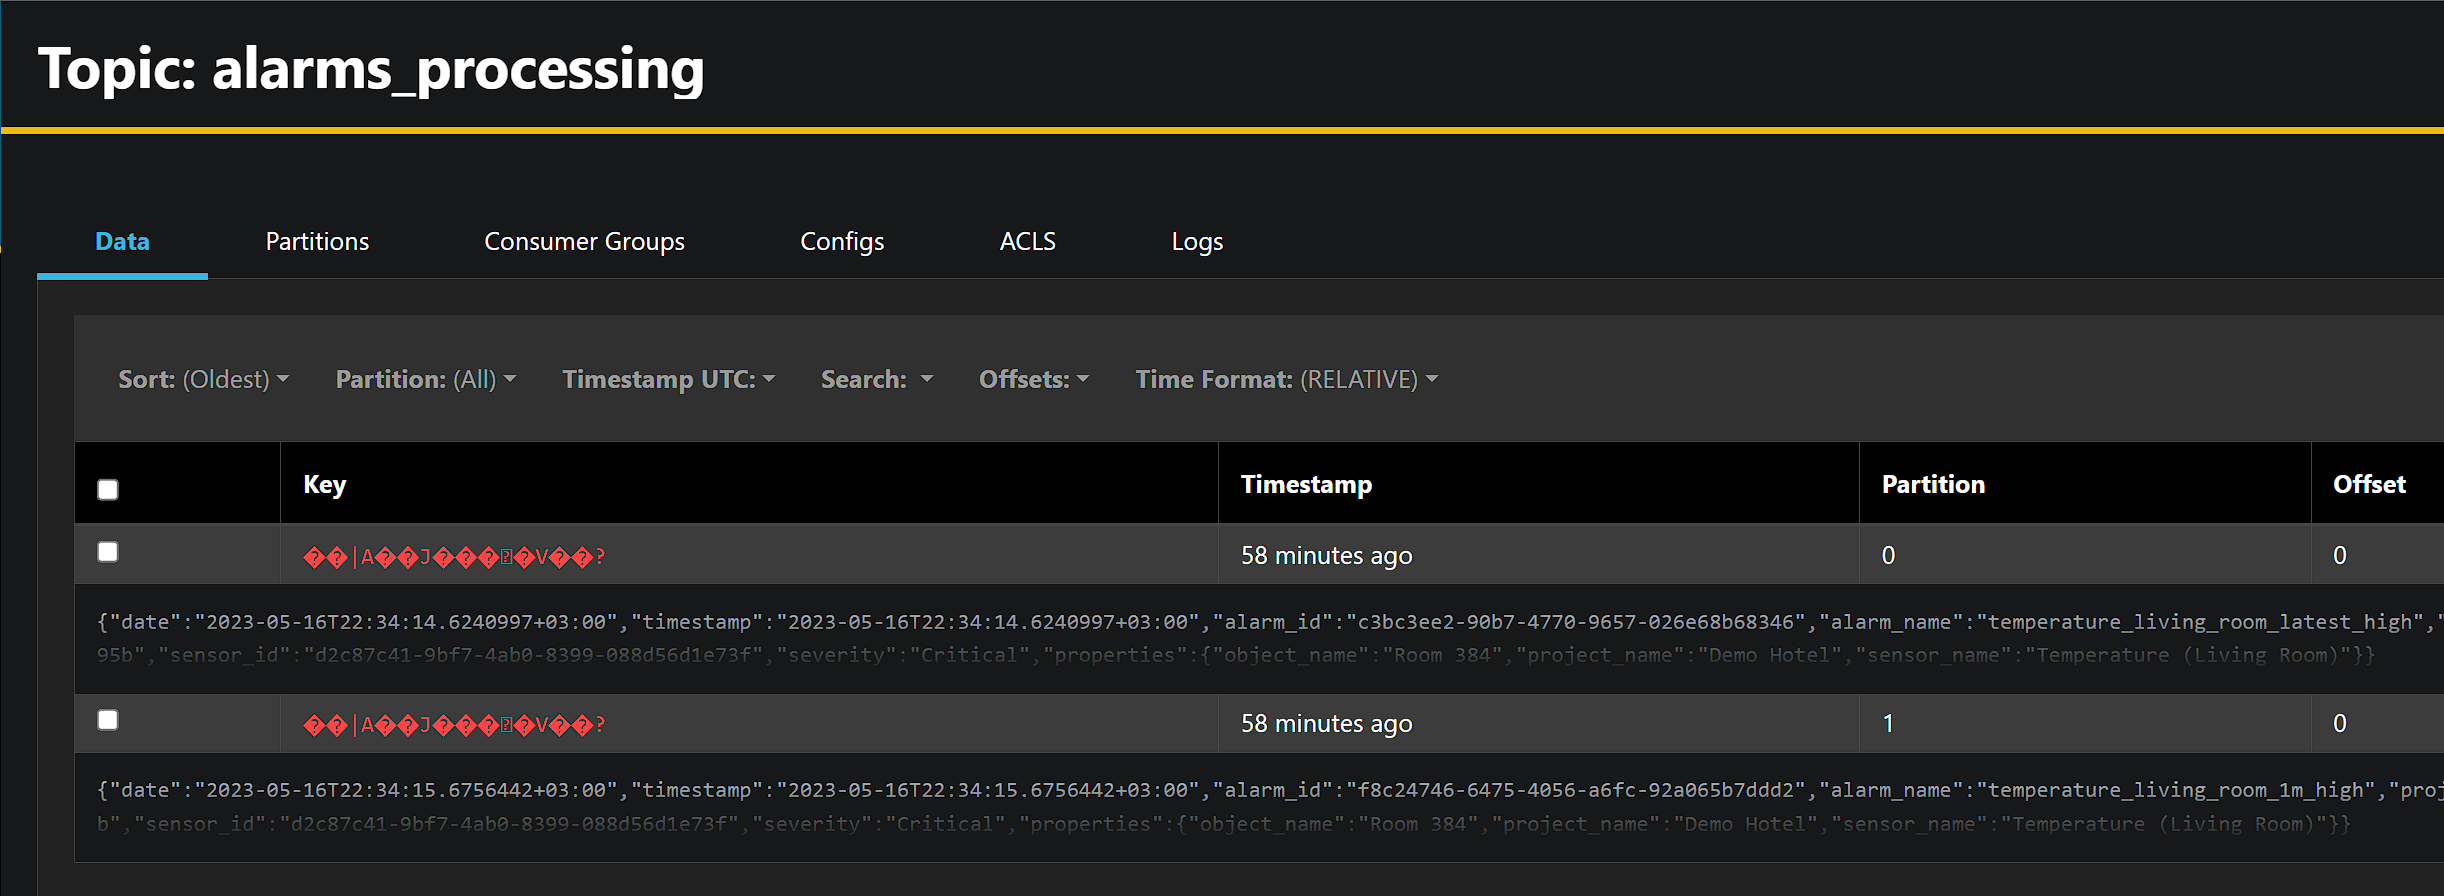 Topic: alarms_processing
Data Partitions Consumer Groups Configs ACLS Logs
Sort: (Oldest) Partition: (All) Timestamp UTC: Search: Offsets: Time Format: (RELATIVE)
Key Timestamp Partition Offset
��|A��J����V��? 58 minutes ago 0 0
{"date":"2023-05-16T22:34:14.6240997+03:00","timestamp":"2023-05-16T22:34:14.6240997+03:00","alarm_id":"c3bc3ee2-90b7-4770-9657-026e68b68346","alarm_name":"temperature_living_room_latest_high","
95b","sensor_id":"d2c87c41-9bf7-4ab0-8399-088d56d1e73f","severity":"Critical","properties":{"object_name":"Room 384","project_name":"Demo Hotel","sensor_name":"Temperature (Living Room)"}}
��|A��J����V��? 58 minutes ago 1 0
{"date":"2023-05-16T22:34:15.6756442+03:00","timestamp":"2023-05-16T22:34:15.6756442+03:00","alarm_id":"f8c24746-6475-4056-a6fc-92a065b7ddd2","alarm_name":"temperature_living_room_1m_high","proj
b","sensor_id":"d2c87c41-9bf7-4ab0-8399-088d56d1e73f","severity":"Critical","properties":{"object_name":"Room 384","project_name":"Demo Hotel","sensor_name":"Temperature (Living Room)"}}